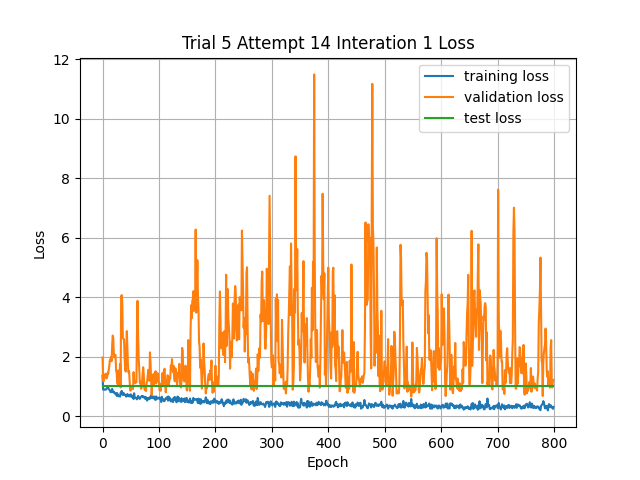 Trial 5 Attempt 14 Interation 1 Loss
12
10
8
6
4
2
0
Loss
training loss
validation loss
test loss
0 100 200 300 400 500 600 700 800
Epoch